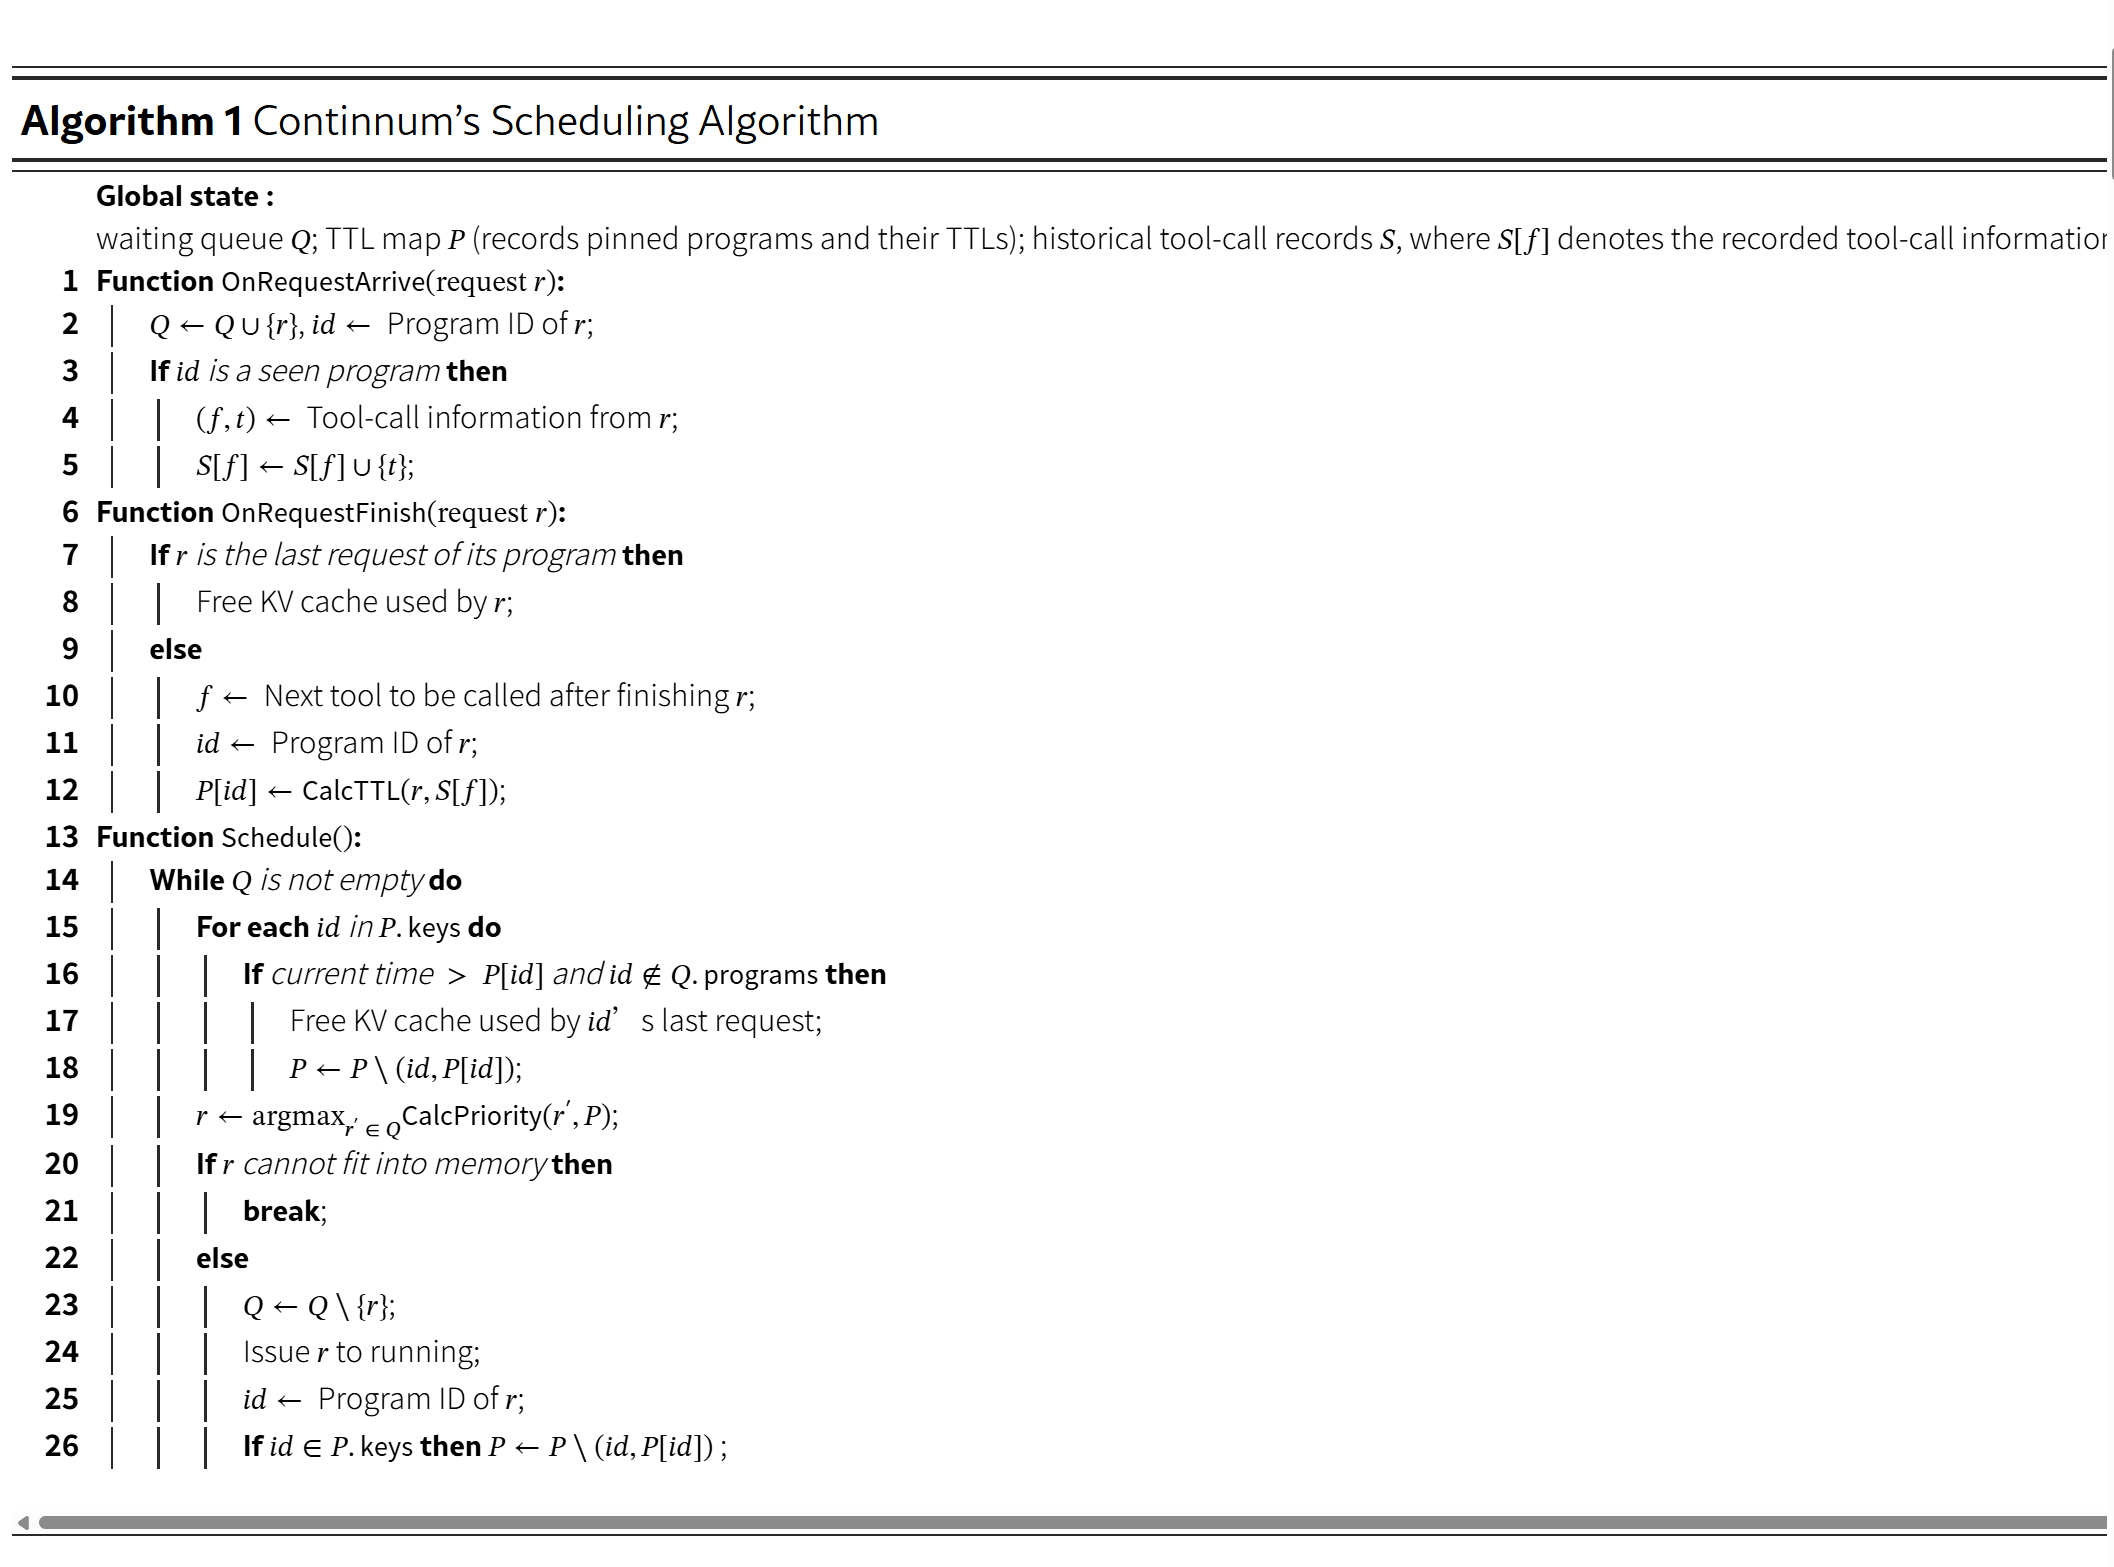 Algorithm 1 Continnum’s Scheduling Algorithm
Global state :
waiting queue Q; TTL map P (records pinned programs and their TTLs); historical tool-call records S, where S[f] denotes the recorded tool-call
1 Function OnRequestArrive(request r):
2 Q ← Q ∪ {r}, id ← Program ID of r;
3 If id is a seen program then
4 (f, t) ← Tool-call information from r;
5 S[f] ← S[f] ∪ {t};
6 Function OnRequestFinish(request r):
7 If r is the last request of its program then
8 Free KV cache used by r;
9 else
10 f ← Next tool to be called after finishing r;
11 id ← Program ID of r;
12 P[id] ← CalcTTL(r, S[f]);
13 Function Schedule():
14 While Q is not empty do
15 For each id in P. keys do
16 If current time > P[id] and id ∉ Q. programs then
17 Free KV cache used by id’ s last request;
18 P ← P \ (id, P[id]);
19 r ← argmax_{r′ ∈ Q} CalcPriority(r′, P);
20 If r cannot fit into memory then
21 break;
22 else
23 Q ← Q \ {r};
24 Issue r to running;
25 id ← Program ID of r;
26 If id ∈ P. keys then P ← P \ (id, P[id]) ;